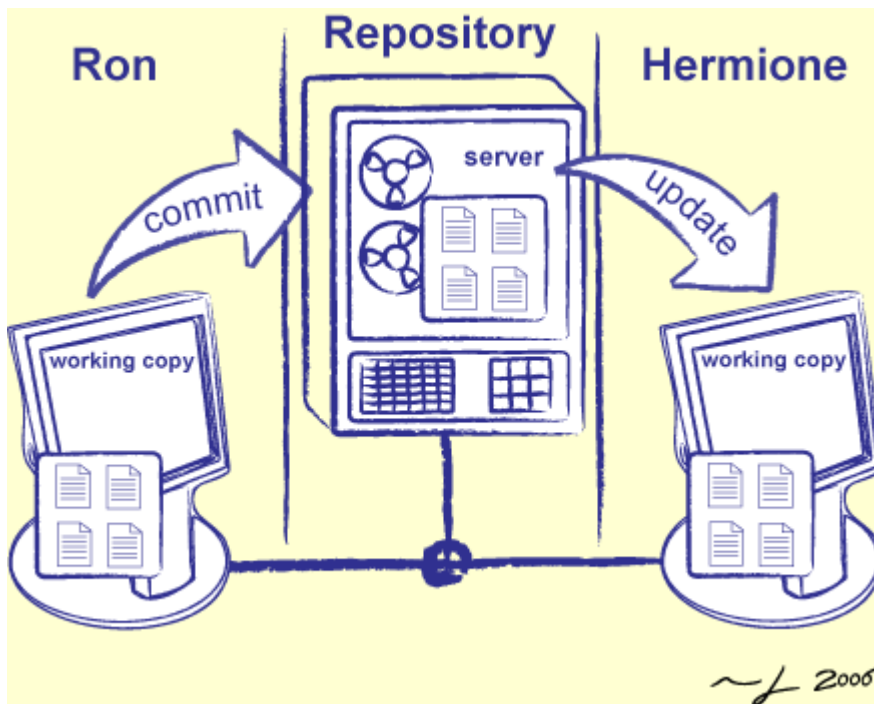 Ron
Repository
Hermione
server
commit
update
working copy
working copy
2006